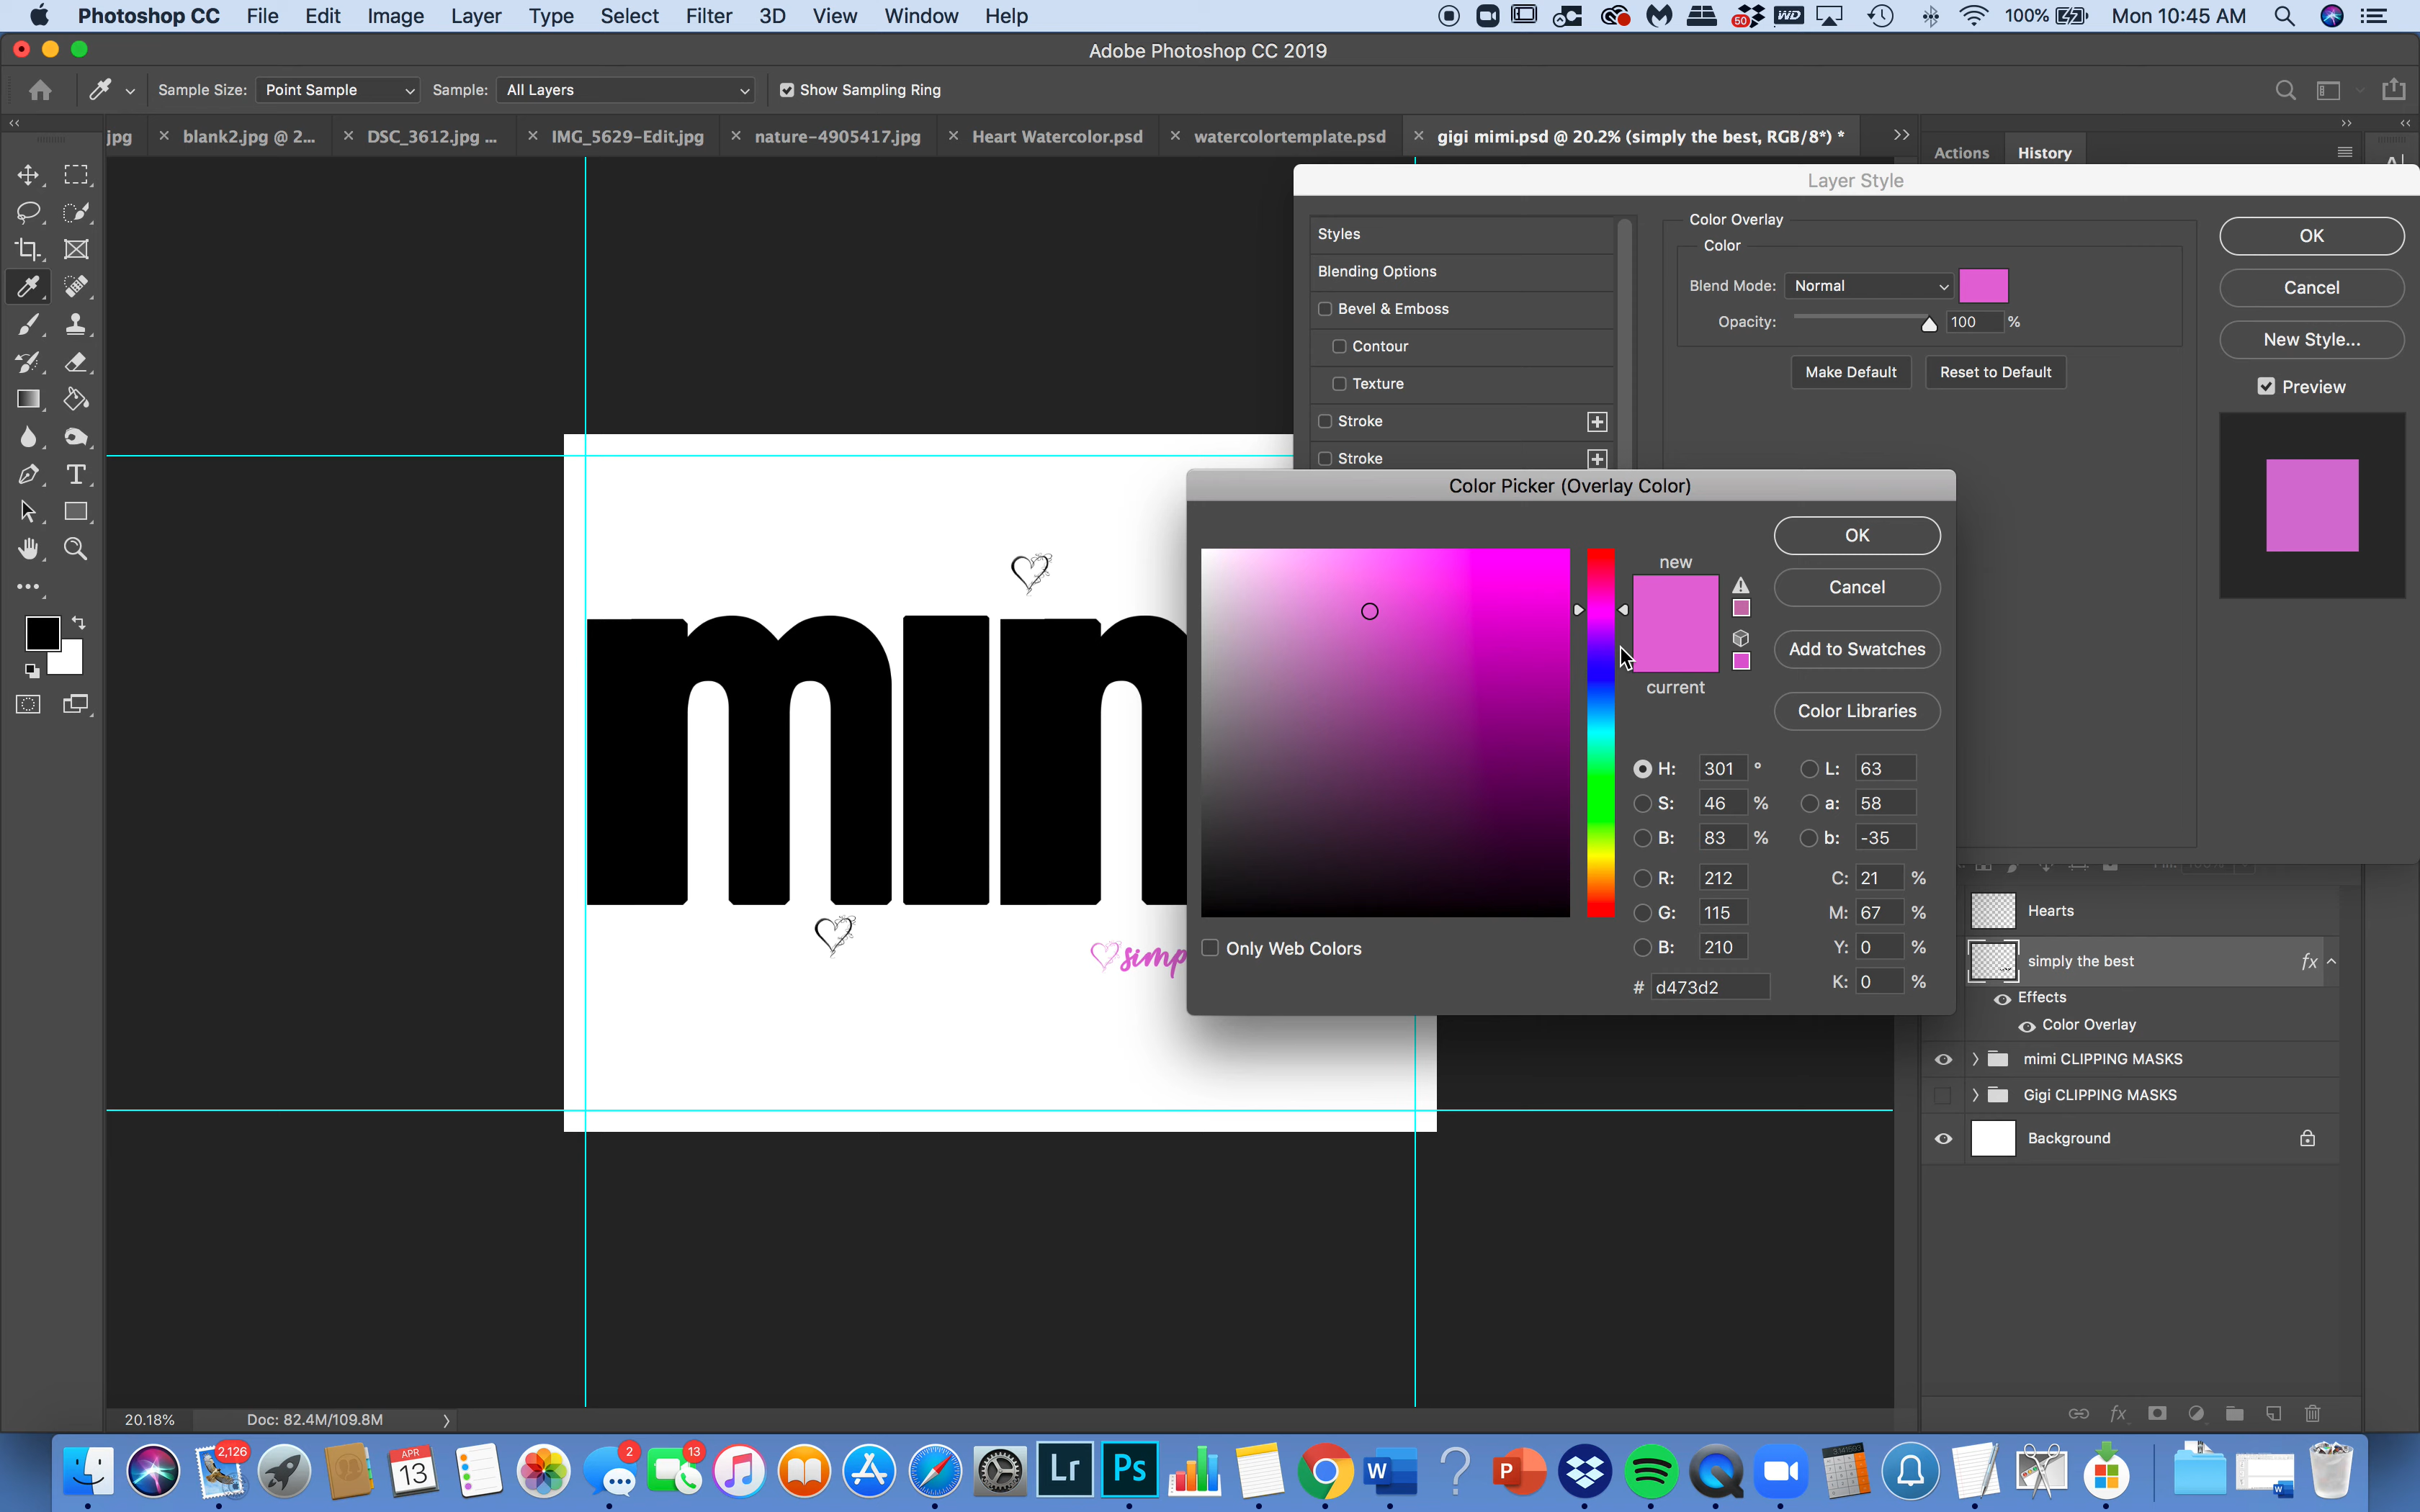 Photoshop CC File Edit Image Layer Type Select Filter 3D View Window Help 50 WD 100% Mon 10:45 AM
Adobe Photoshop CC 2019
Sample Size: Point Sample Sample: All Layers Show Sampling Ring
jpg × blank2.jpg @ 2... × DSC_3612.jpg ... × IMG_5629-Edit.jpg × nature-4905417.jpg × Heart Watercolor.psd × watercolortemplate.psd × gigi mimi.psd @ 20.2% (simply the best, RGB/8*) *
Actions History
Layer Style
Styles
Blending Options
Bevel & Emboss
Contour
Texture
Stroke
Stroke
Color Overlay
Color
Blend Mode: Normal
Opacity: 100 %
Make Default Reset to Default
OK
Cancel
New Style...
Preview
Color Picker (Overlay Color)
new
current
OK
Cancel
Add to Swatches
Color Libraries
H: 301 ° L: 63
S: 46 % a: 58
B: 83 % b: -35
R: 212 C: 21 %
G: 115 M: 67 %
B: 210 Y: 0 %
# d473d2 K: 0 %
Only Web Colors
simp
Hearts
simply the best fx
Effects
Color Overlay
mimi CLIPPING MASKS
Gigi CLIPPING MASKS
Background
fx
20.18% Doc: 82.4M/109.8M
2,126 APR 13 2 13 Lr Ps W P W